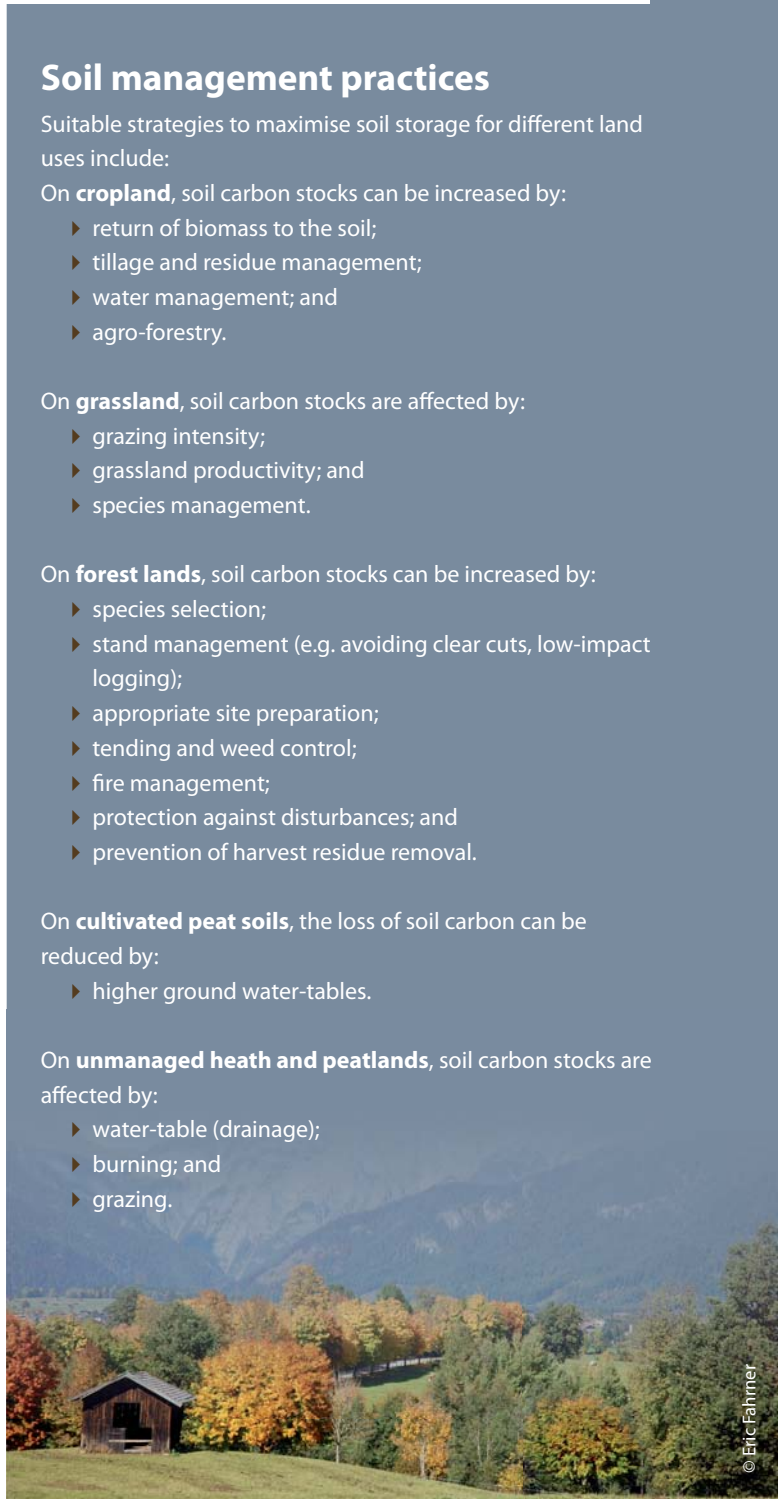 Soil management practices
Suitable strategies to maximise soil storage for different land
uses include:
On cropland, soil carbon stocks can be increased by:
return of biomass to the soil;
tillage and residue management;
water management; and
agro-forestry.
On grassland, soil carbon stocks are affected by:
grazing intensity;
grassland productivity; and
species management.
On forest lands, soil carbon stocks can be increased by:
species selection;
stand management (e.g. avoiding clear cuts, low-impact
logging);
appropriate site preparation;
tending and weed control;
fire management;
protection against disturbances; and
prevention of harvest residue removal.
On cultivated peat soils, the loss of soil carbon can be
reduced by:
higher ground water-tables.
On unmanaged heath and peatlands, soil carbon stocks are
affected by:
water-table (drainage);
burning; and
grazing.
© Eric Fahrner